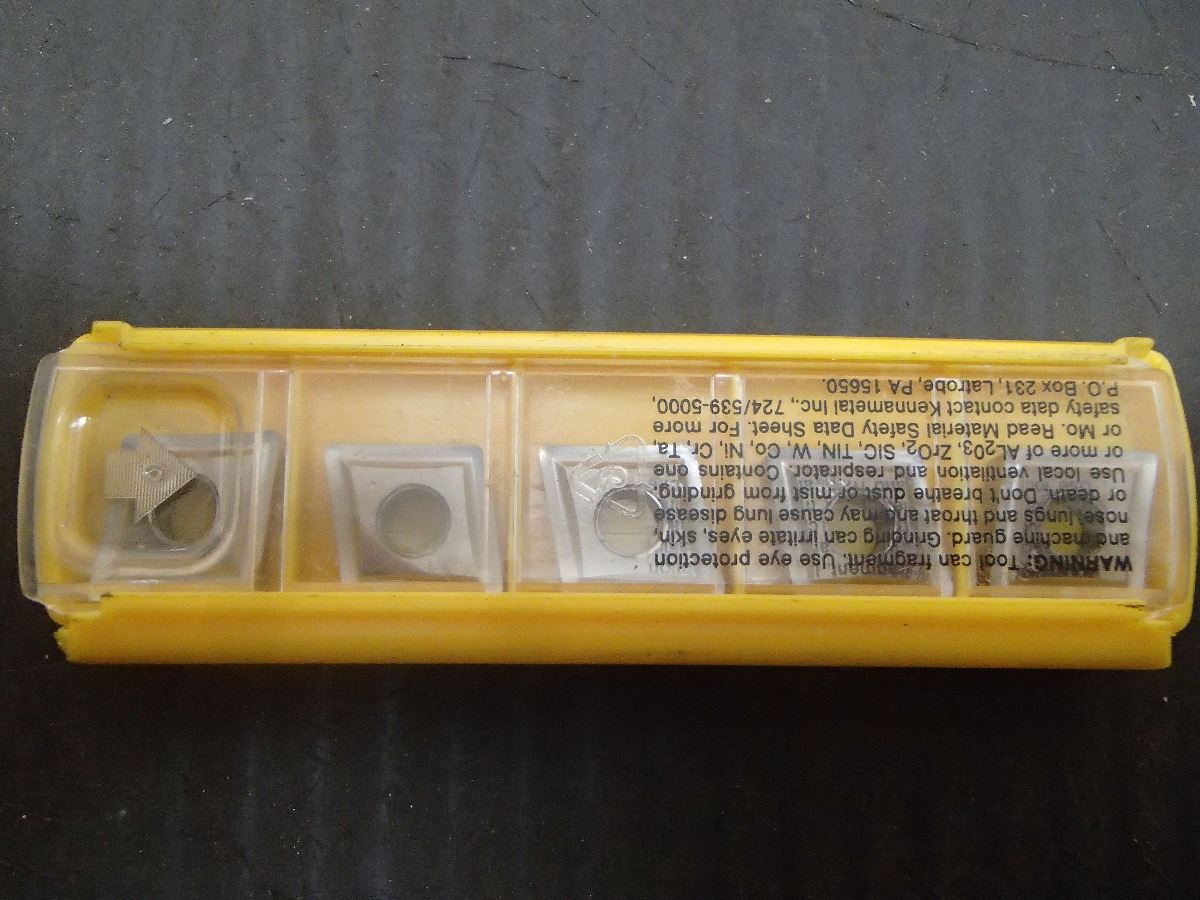 WARNING: Tool can fragment. Use eye protection
and machine guard. Grinding can irritate eyes, skin,
nose, lungs and throat and may cause lung disease
or death. Don't breathe dust or mist from grinding.
Use local ventilation and respirator. Contains one
or more of AL2O3, ZrO2, SIC, TIN, W, Co, Ni, Cr, Ta,
or Mo. Read Material Safety Data Sheet. For more
safety data contact Kennametal Inc., 724/539-5000,
P.O. Box 231, Latrobe, PA 15650.